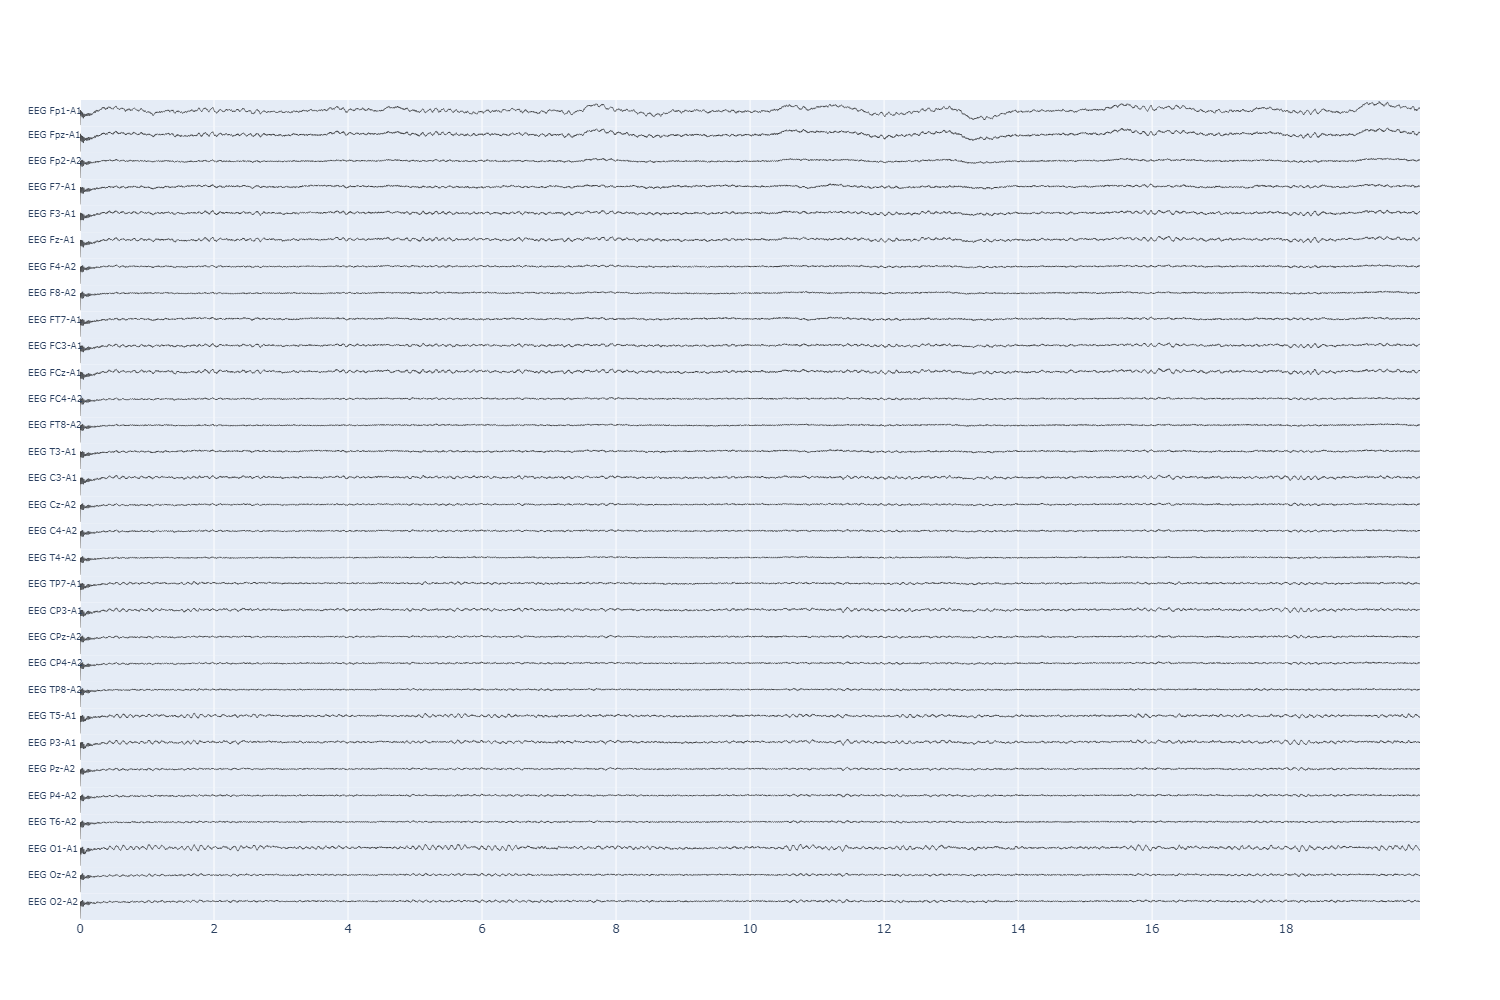 EEG Fp1-A1
EEG Fpz-A1
EEG Fp2-A2
EEG F7-A1
EEG F3-A1
EEG Fz-A1
EEG F4-A2
EEG F8-A2
EEG FT7-A1
EEG FC3-A1
EEG FCz-A1
EEG FC4-A2
EEG FT8-A2
EEG T3-A1
EEG C3-A1
EEG Cz-A2
EEG C4-A2
EEG T4-A2
EEG TP7-A1
EEG CP3-A1
EEG CPz-A2
EEG CP4-A2
EEG TP8-A2
EEG T5-A1
EEG P3-A1
EEG Pz-A2
EEG P4-A2
EEG T6-A2
EEG O1-A1
EEG Oz-A2
EEG O2-A2
0 2 4 6 8 10 12 14 16 18